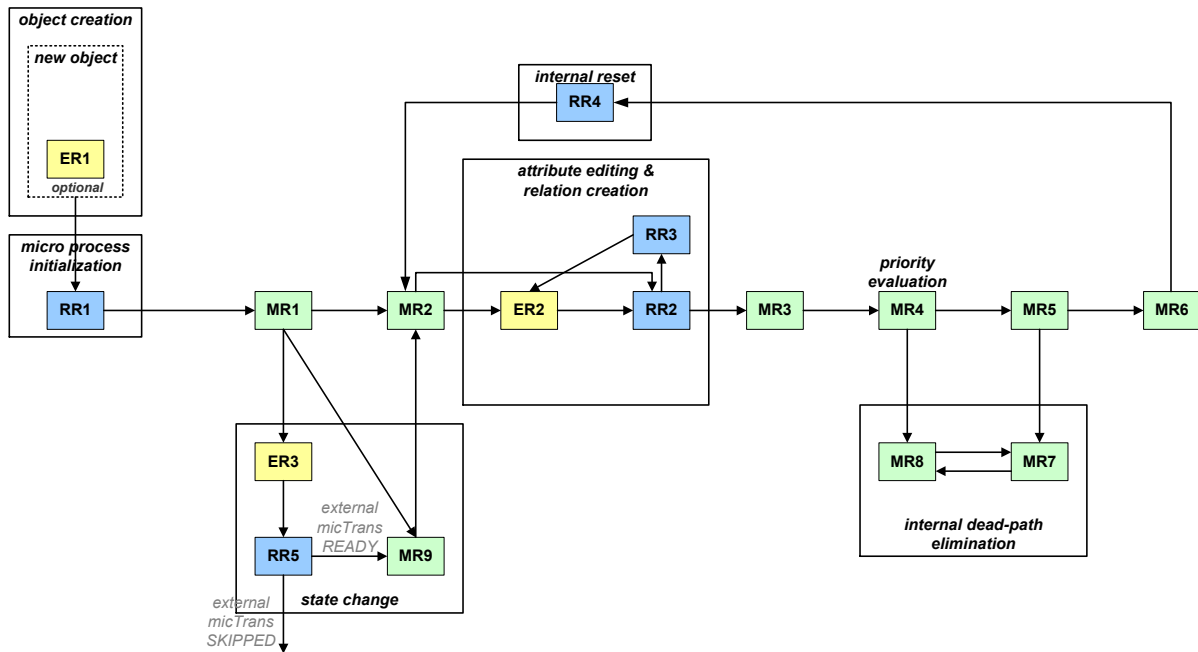 object creation
new object
ER1
optional
micro process
initialization
RR1
internal reset
RR4
attribute editing &
relation creation
RR3
priority
evaluation
MR1
MR2
ER2
RR2
MR3
MR4
MR5
MR6
ER3
external
micTrans
READY
RR5
MR9
state change
external
micTrans
SKIPPED
MR8
MR7
internal dead-path
elimination